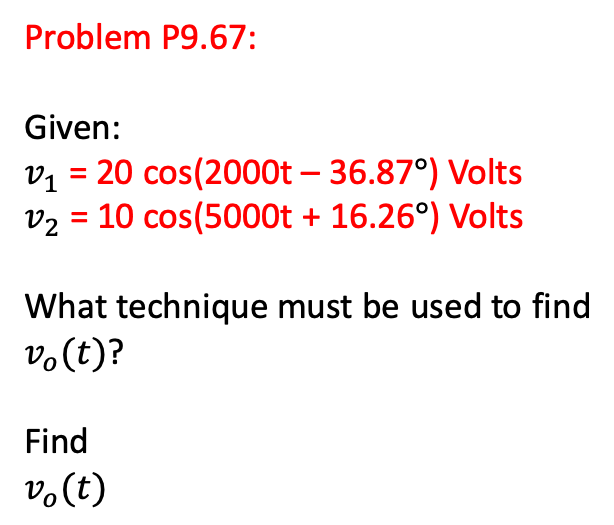 Problem P9.67:
Given:
v₁ = 20 cos(2000t – 36.87°) Volts
v₂ = 10 cos(5000t + 16.26°) Volts
What technique must be used to find
vₒ(t)?
Find
vₒ(t)